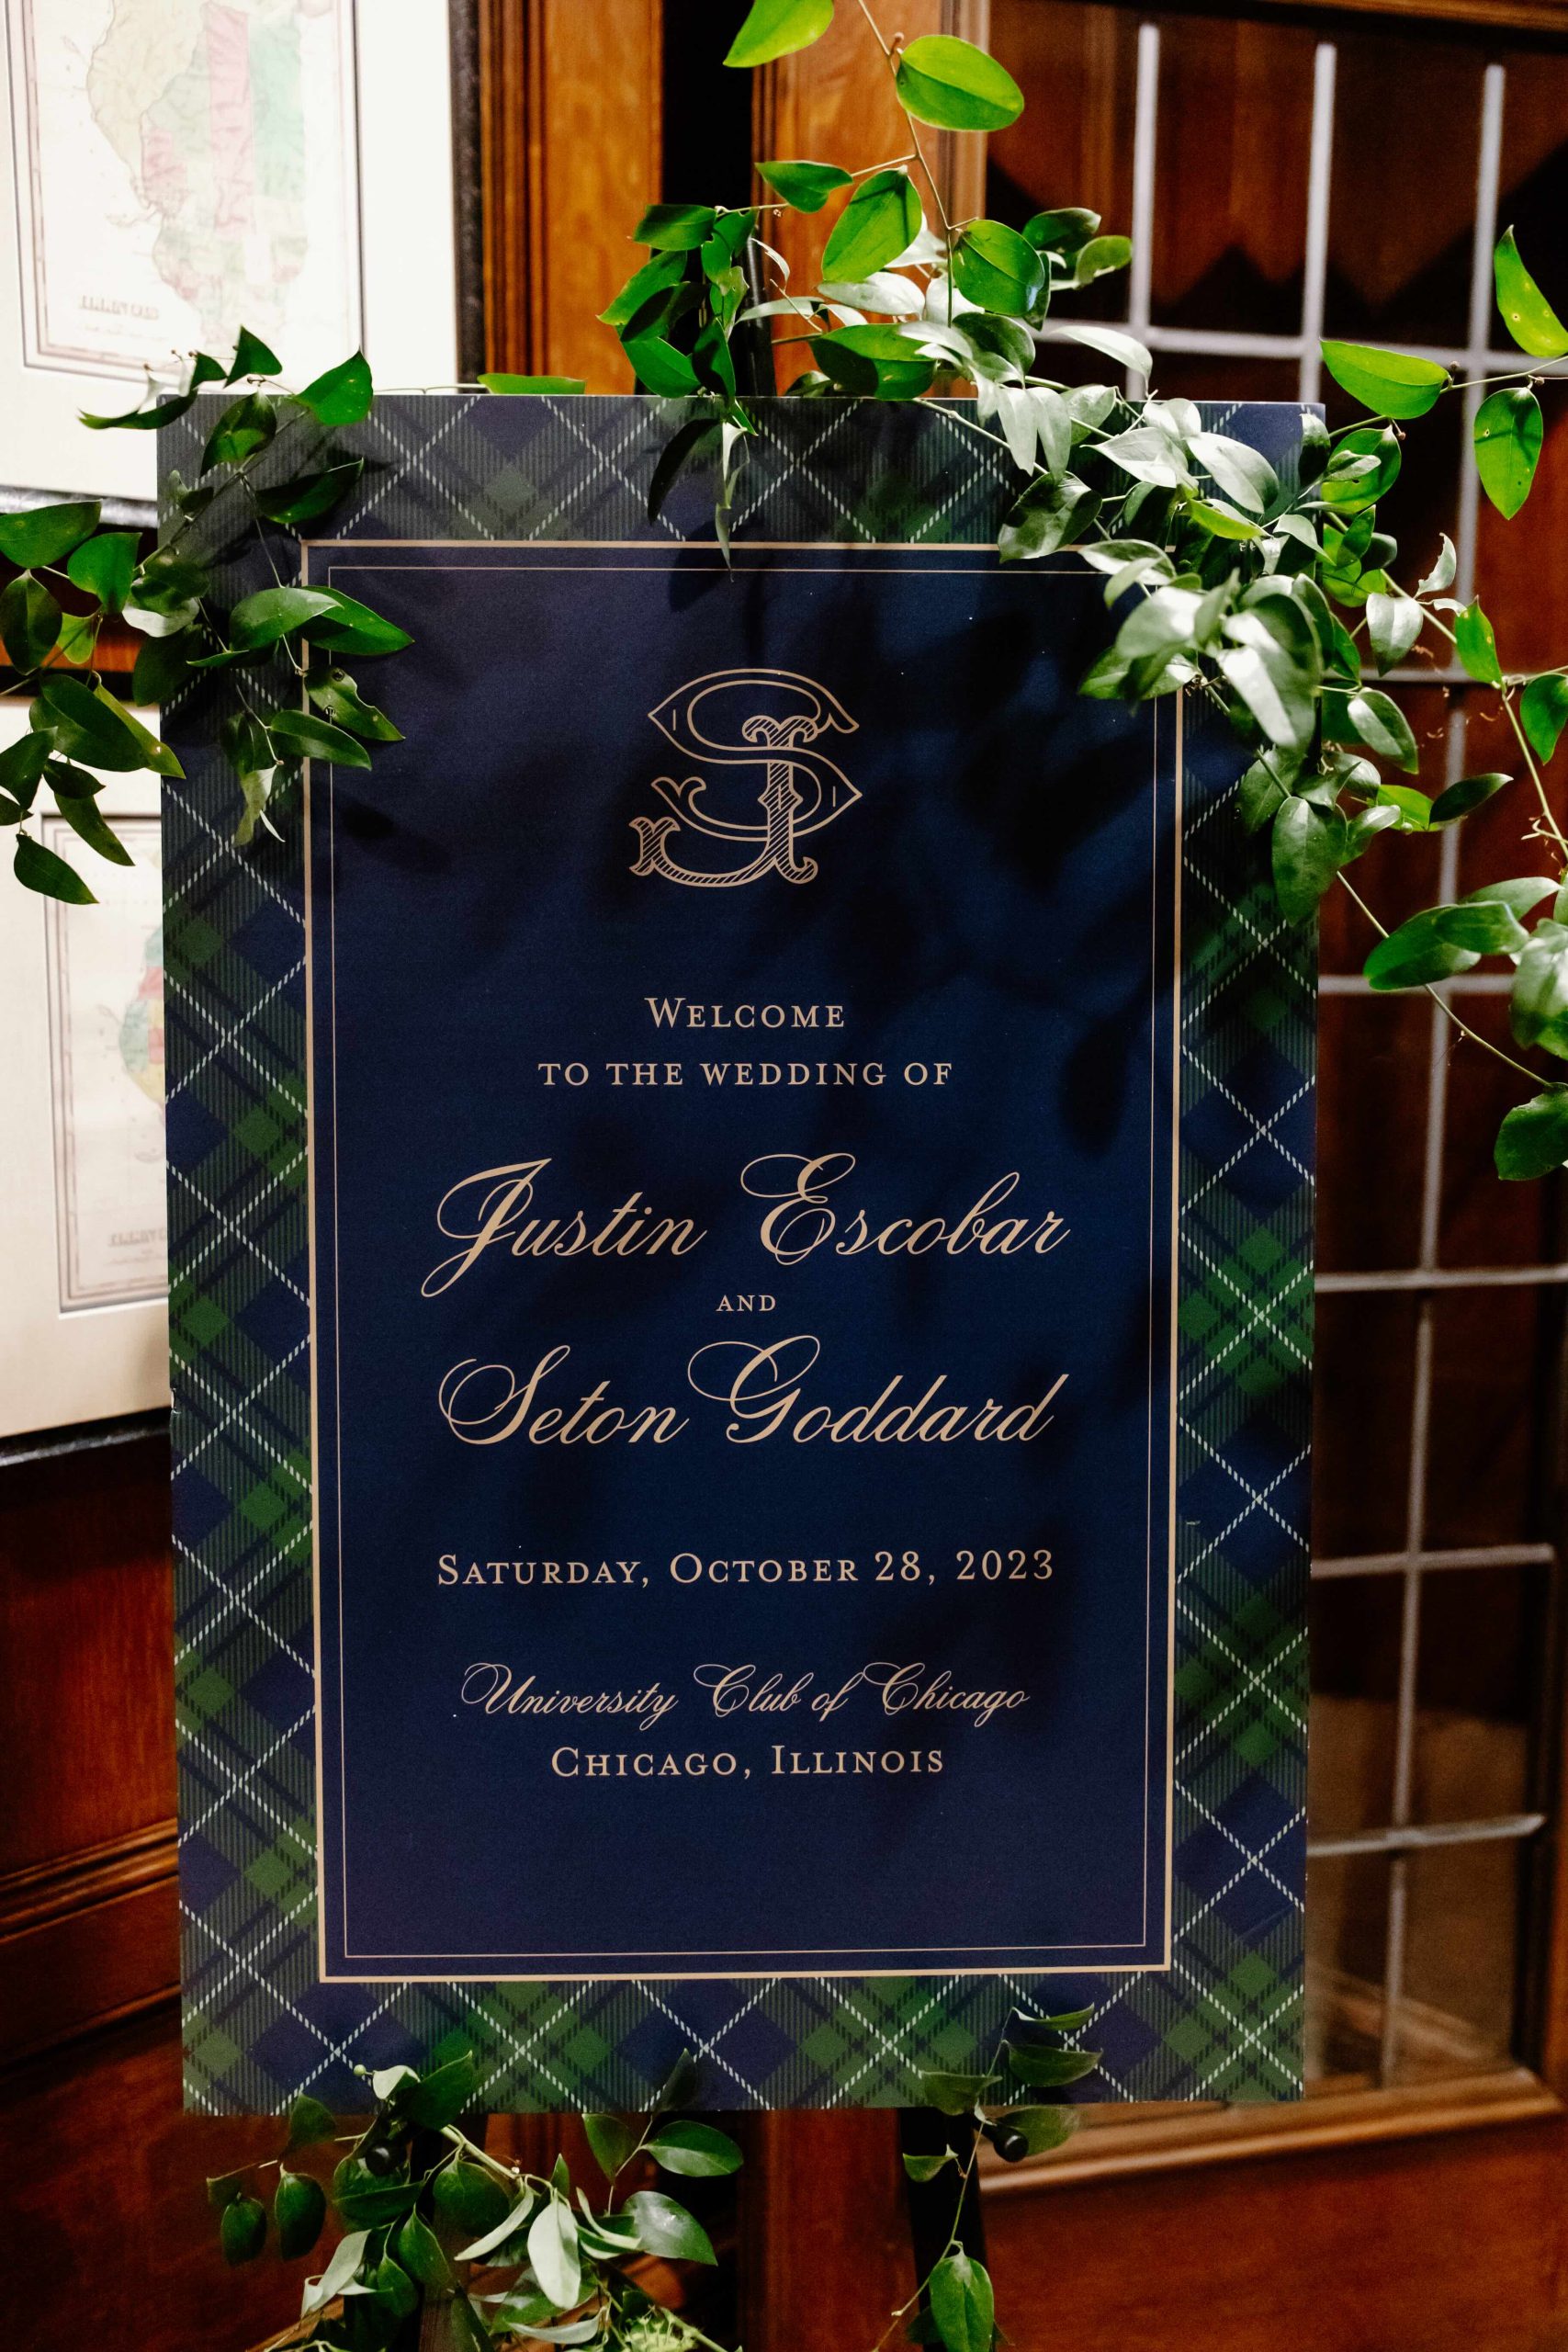 ILLINOIS
SJ
WELCOME
TO THE WEDDING OF
Justin Escobar
AND
Seton Goddard
SATURDAY, OCTOBER 28, 2023
University Club of Chicago
CHICAGO, ILLINOIS